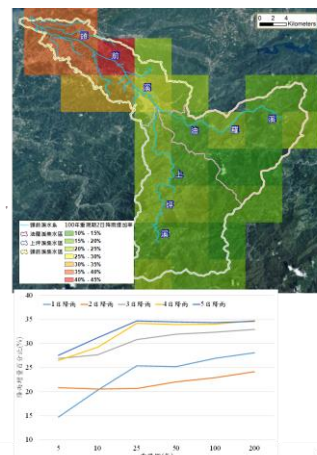 0 2 4
Kilometers
頭
前
溪
油
羅
溪
上
坪
溪
頭前溪水系
油羅溪集水區
上坪溪集水區
頭前溪集水區
100年重現期2日降雨增加率
10% - 15%
15% - 20%
20% - 25%
25% - 30%
30% - 35%
35% - 40%
40% - 45%
1日降雨 2日降雨 3日降雨 4日降雨 5日降雨
40
35
30
25
20
15
10
5 10 25 50 100 200